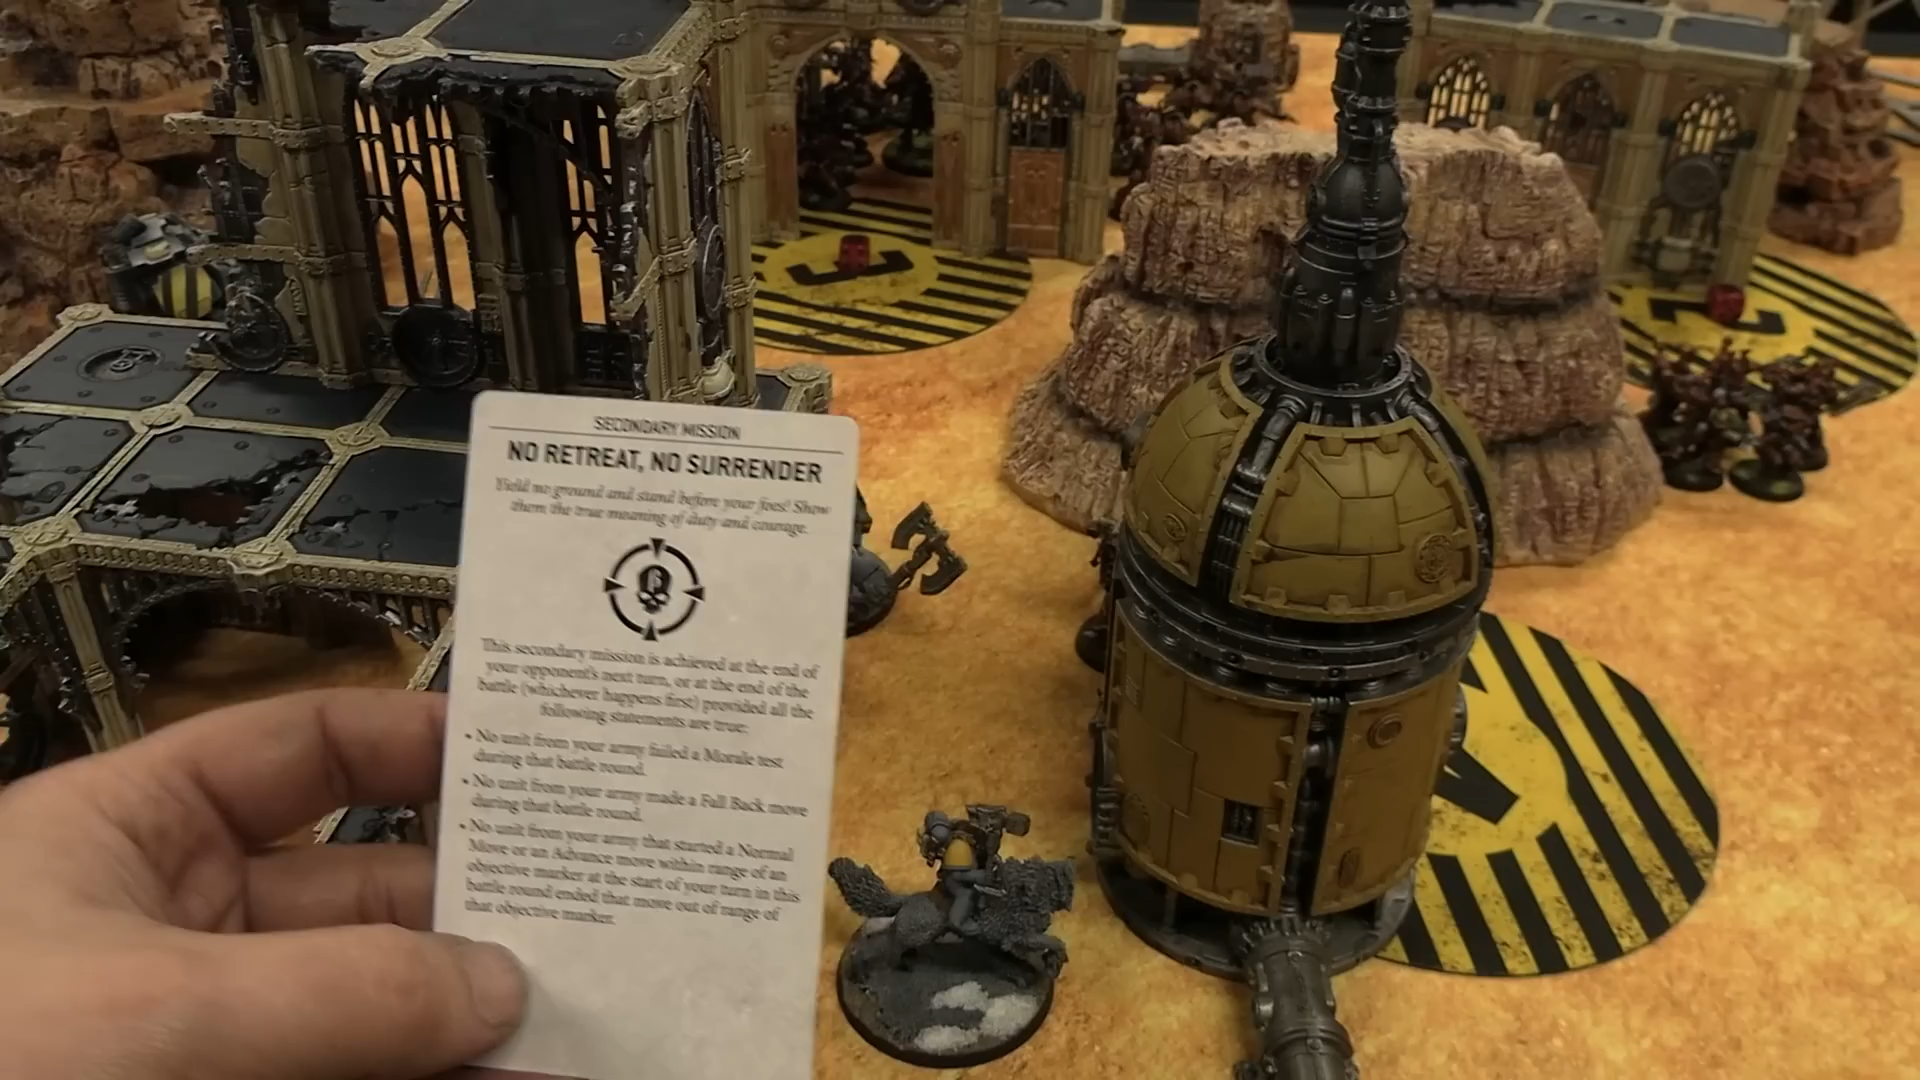 SECONDARY MISSION
NO RETREAT, NO SURRENDER
Yield no ground and stand before your foes! Show
them the true meaning of duty and courage.
This secondary mission is achieved at the end of
your opponent's next turn, or at the end of the
battle (whichever happens first) provided all the
following statements are true:
• No unit from your army failed a Morale test
during that battle round.
• No unit from your army made a Fall Back move
during that battle round.
• No unit from your army that started a Normal
Move or an Advance move within range of an
objective marker at the start of your turn in this
battle round ended that move out of range of
that objective marker.